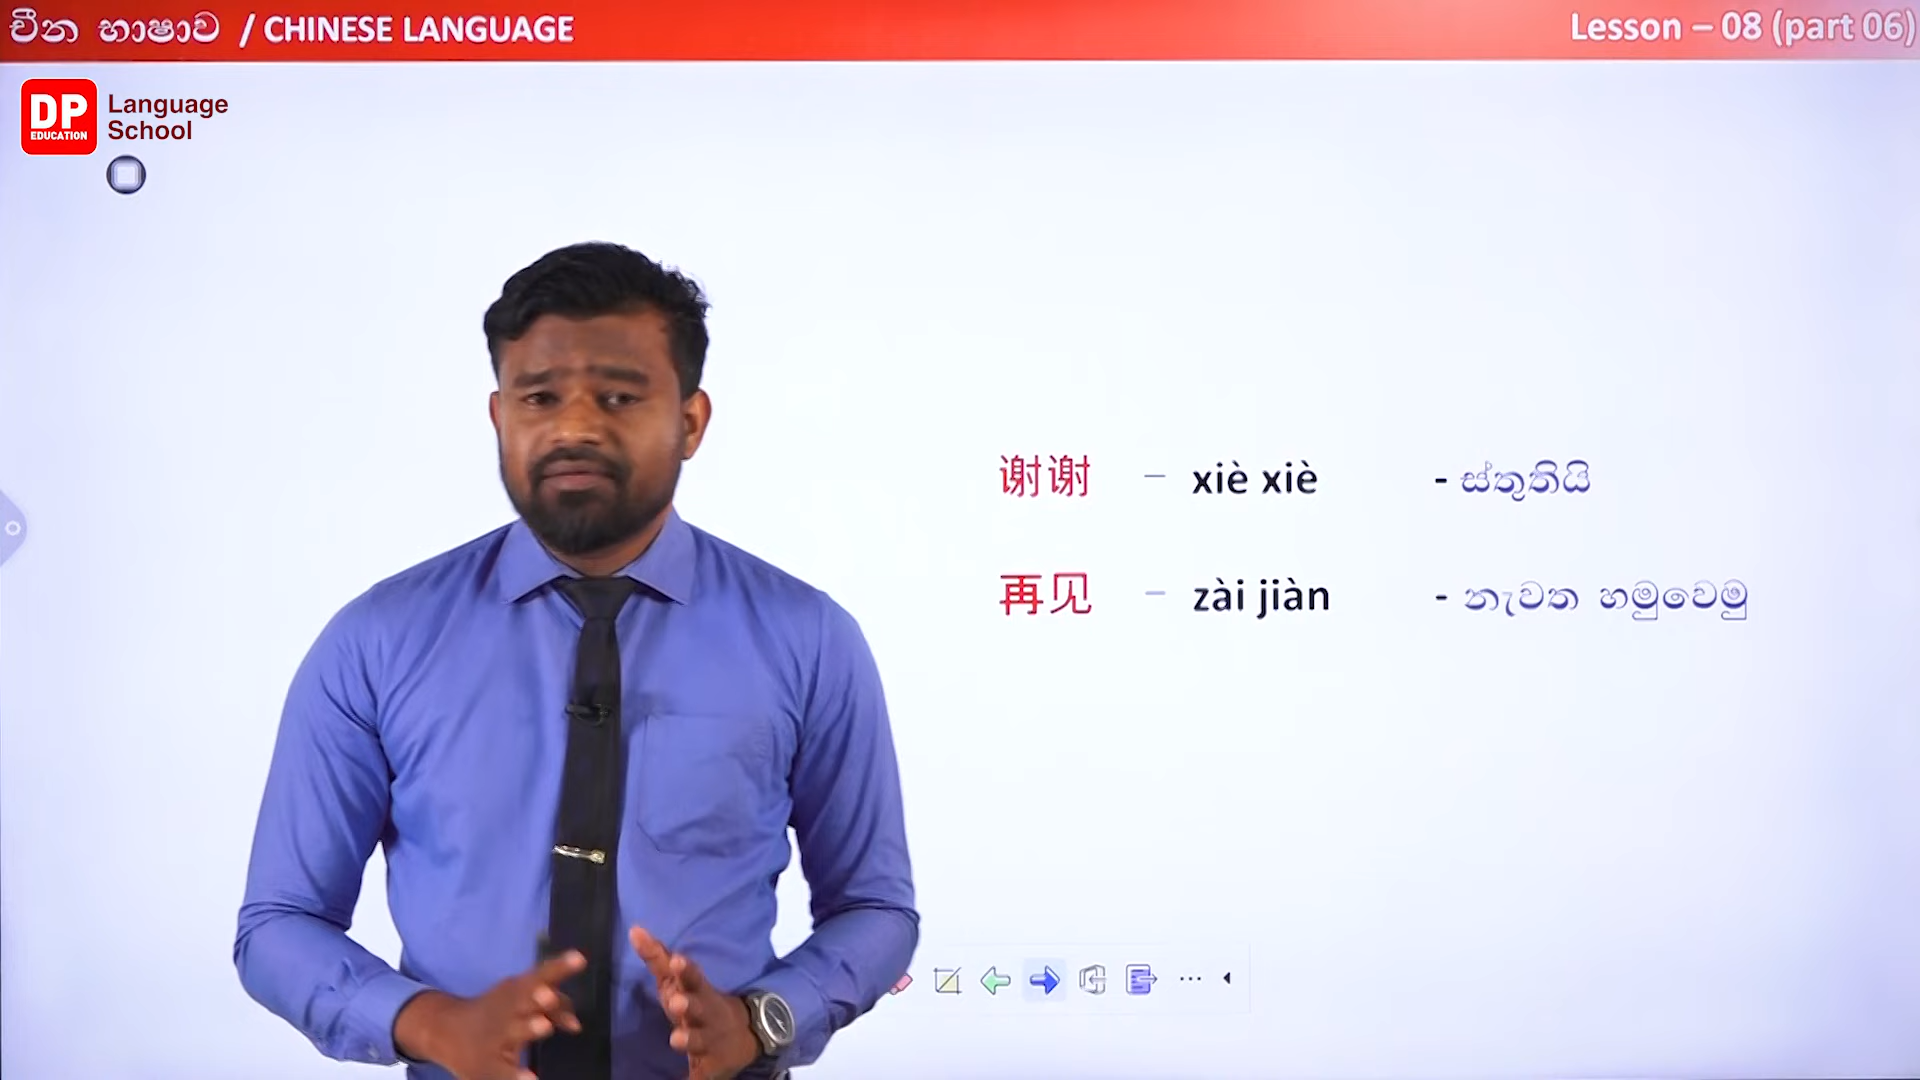 චීන භාෂාව / CHINESE LANGUAGE
Lesson – 08 (part 06)
DP EDUCATION
Language School
谢谢 – xiè xiè - ස්තුතියි
再见 – zài jiàn - නැවත හමුවෙමු